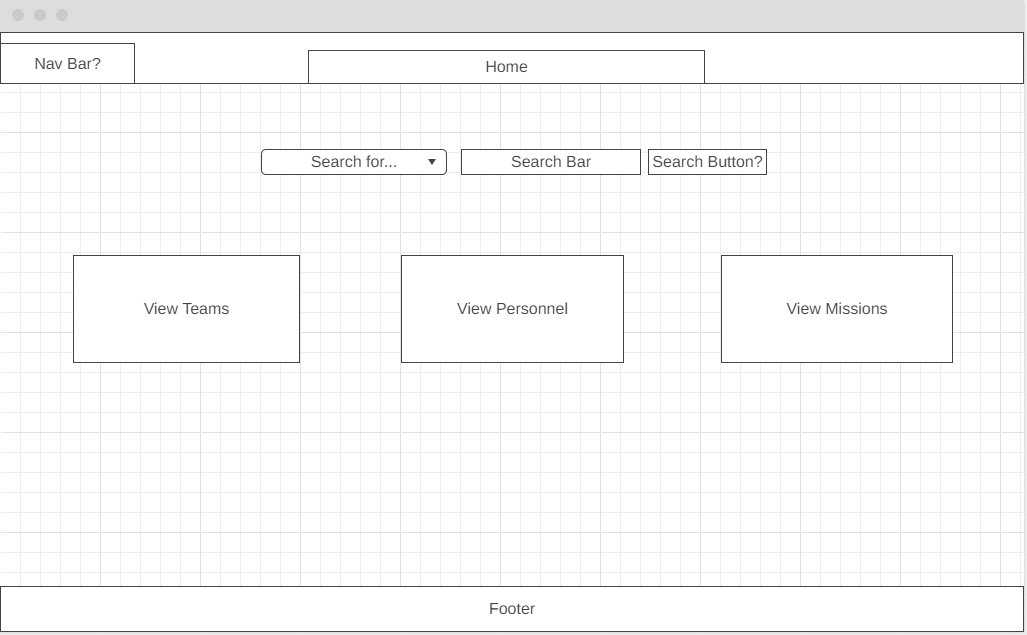 Nav Bar?
Home
Search for...
Search Bar
Search Button?
View Teams
View Personnel
View Missions
Footer